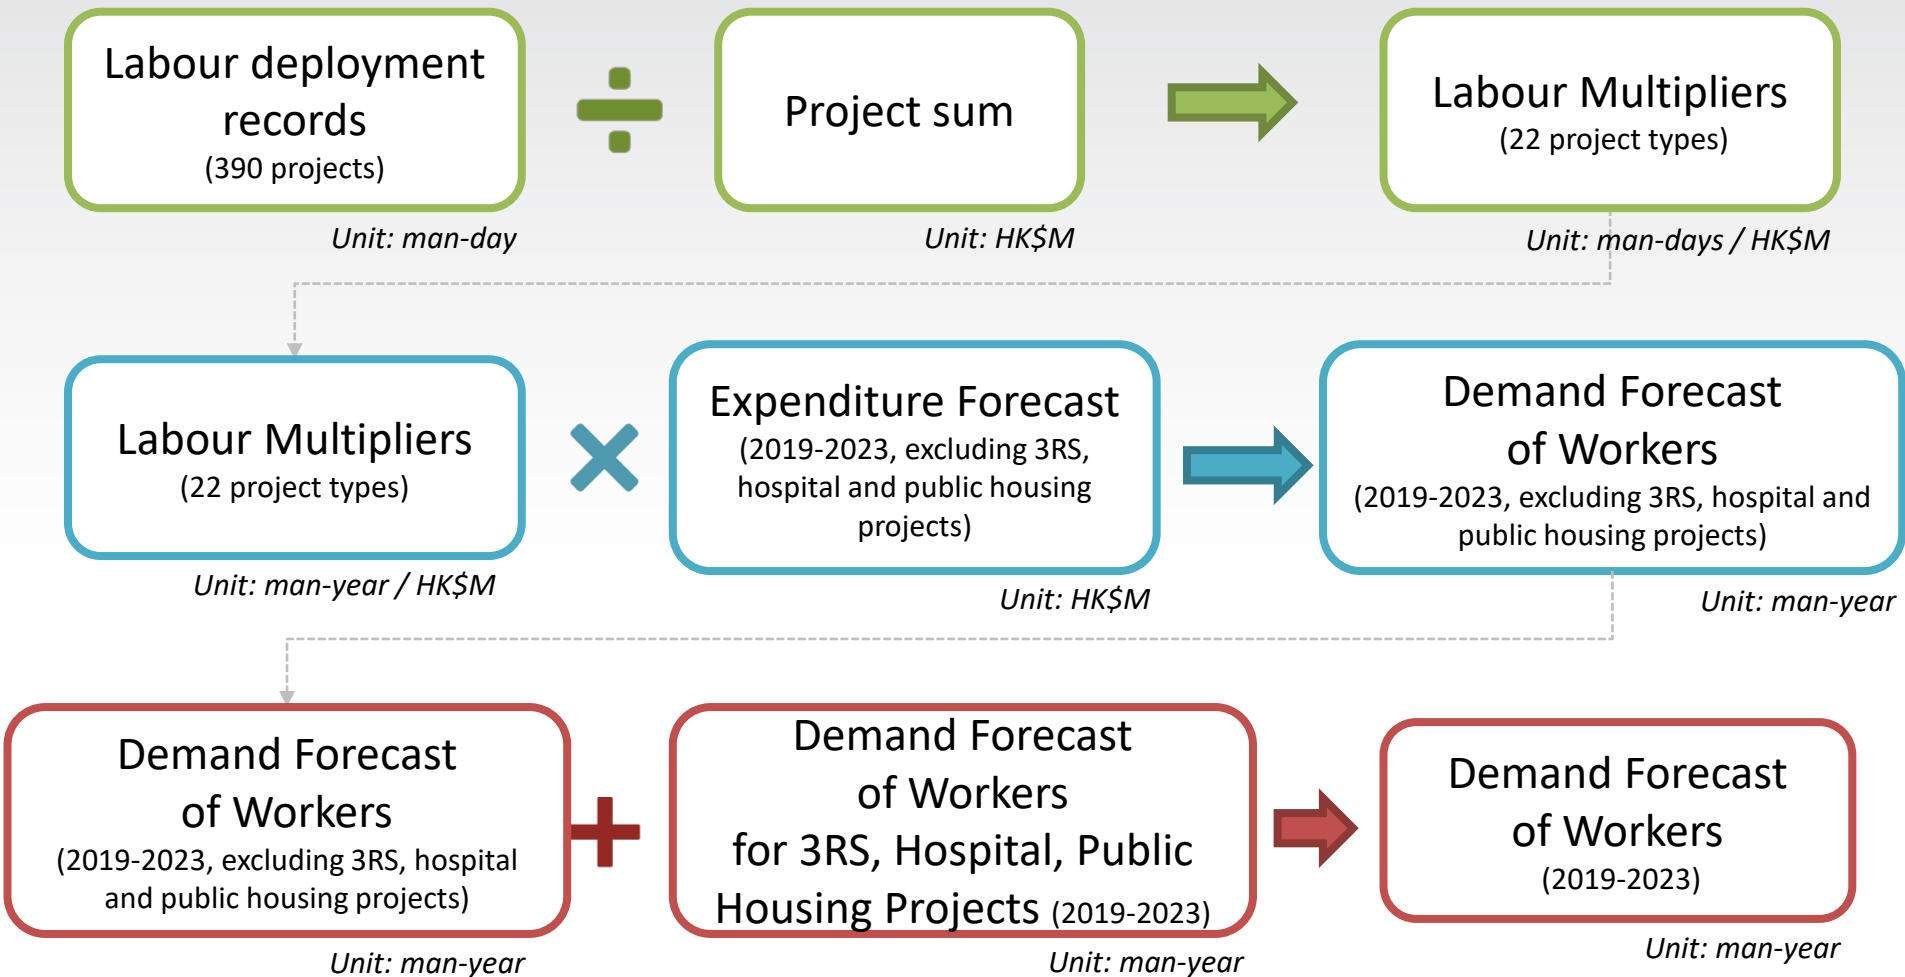 Labour deployment
records
(390 projects)
Project sum
Labour Multipliers
(22 project types)
Unit: man-day
Unit: HK$M
Unit: man-days / HK$M
Labour Multipliers
(22 project types)
Expenditure Forecast
(2019-2023, excluding 3RS,
hospital and public housing
projects)
Demand Forecast
of Workers
(2019-2023, excluding 3RS, hospital and
public housing projects)
Unit: man-year / HK$M
Unit: HK$M
Unit: man-year
Demand Forecast
of Workers
(2019-2023, excluding 3RS, hospital
and public housing projects)
Demand Forecast
of Workers
for 3RS, Hospital, Public
Housing Projects (2019-2023)
Demand Forecast
of Workers
(2019-2023)
Unit: man-year
Unit: man-year
Unit: man-year